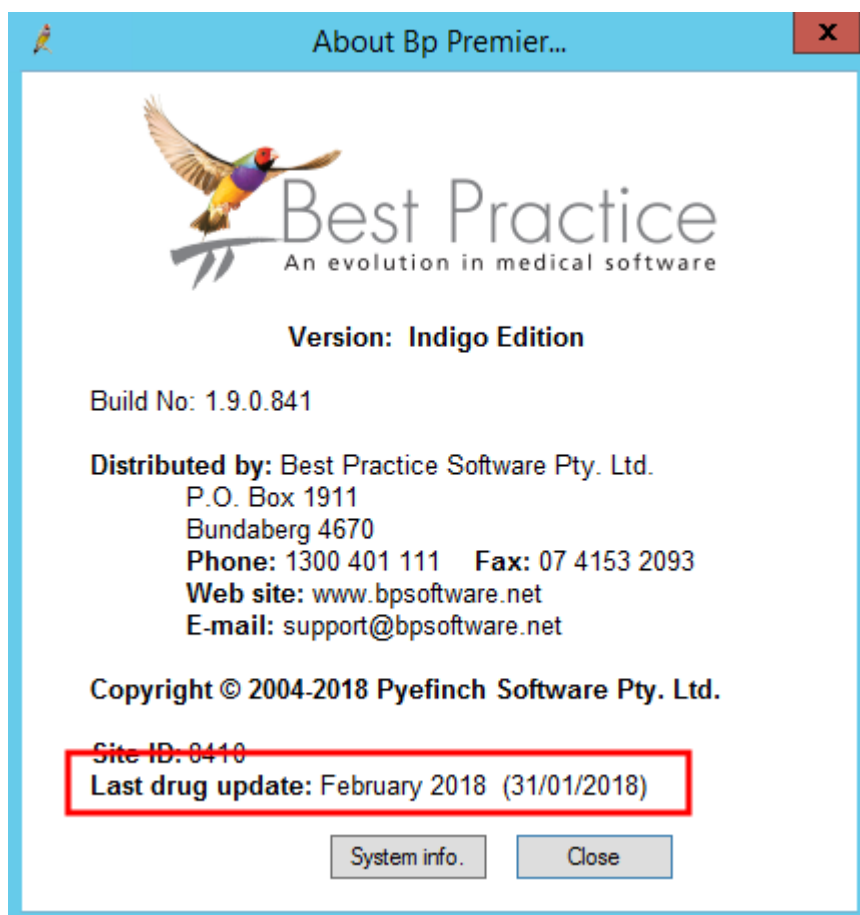 About Bp Premier...
x
Best Practice
An evolution in medical software
Version: Indigo Edition
Build No: 1.9.0.841
Distributed by: Best Practice Software Pty. Ltd.
P.O. Box 1911
Bundaberg 4670
Phone: 1300 401 111 Fax: 07 4153 2093
Web site: www.bpsoftware.net
E-mail: support@bpsoftware.net
Copyright © 2004-2018 Pyefinch Software Pty. Ltd.
Site ID: 8410
Last drug update: February 2018 (31/01/2018)
System info. Close